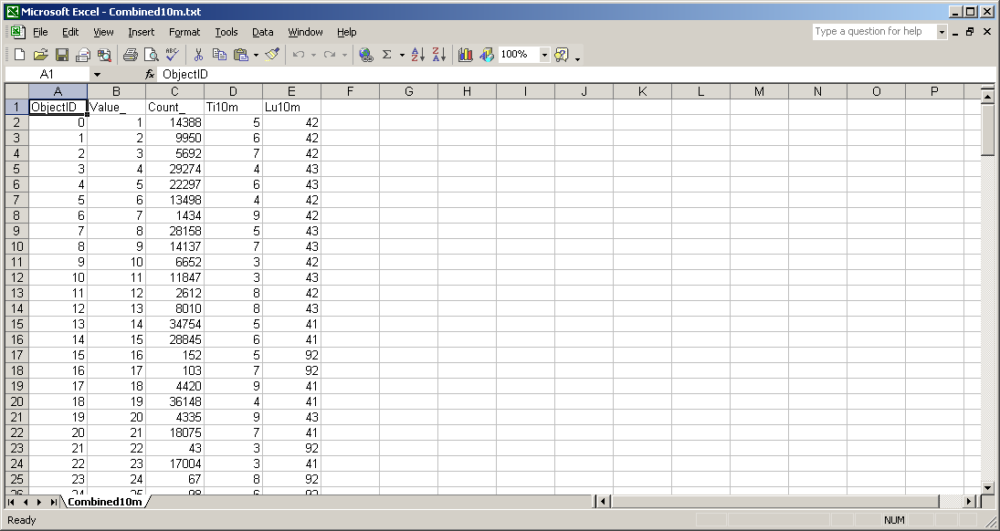 Microsoft Excel - Combined10m.txt
File Edit View Insert Format Tools Data Window Help Type a question for help
100%
A1 fx ObjectID
A B C D E F G H I J K L M N O P
1 ObjectID Value_ Count_ Ti10m Lu10m
2 0 1 14388 5 42
3 1 2 9950 6 42
4 2 3 5692 7 42
5 3 4 29274 4 43
6 4 5 22297 6 43
7 5 6 13498 4 42
8 6 7 1434 9 42
9 7 8 28158 5 43
10 8 9 14137 7 43
11 9 10 6652 3 42
12 10 11 11847 3 43
13 11 12 2612 8 42
14 12 13 8010 8 43
15 13 14 34754 5 41
16 14 15 28845 6 41
17 15 16 152 5 92
18 16 17 103 7 92
19 17 18 4420 9 41
20 18 19 36148 4 41
21 19 20 4335 9 43
22 20 21 18075 7 41
23 21 22 43 3 92
24 22 23 17004 3 41
25 23 24 67 8 92
26 24 25 98 6 92
Combined10m
Ready NUM